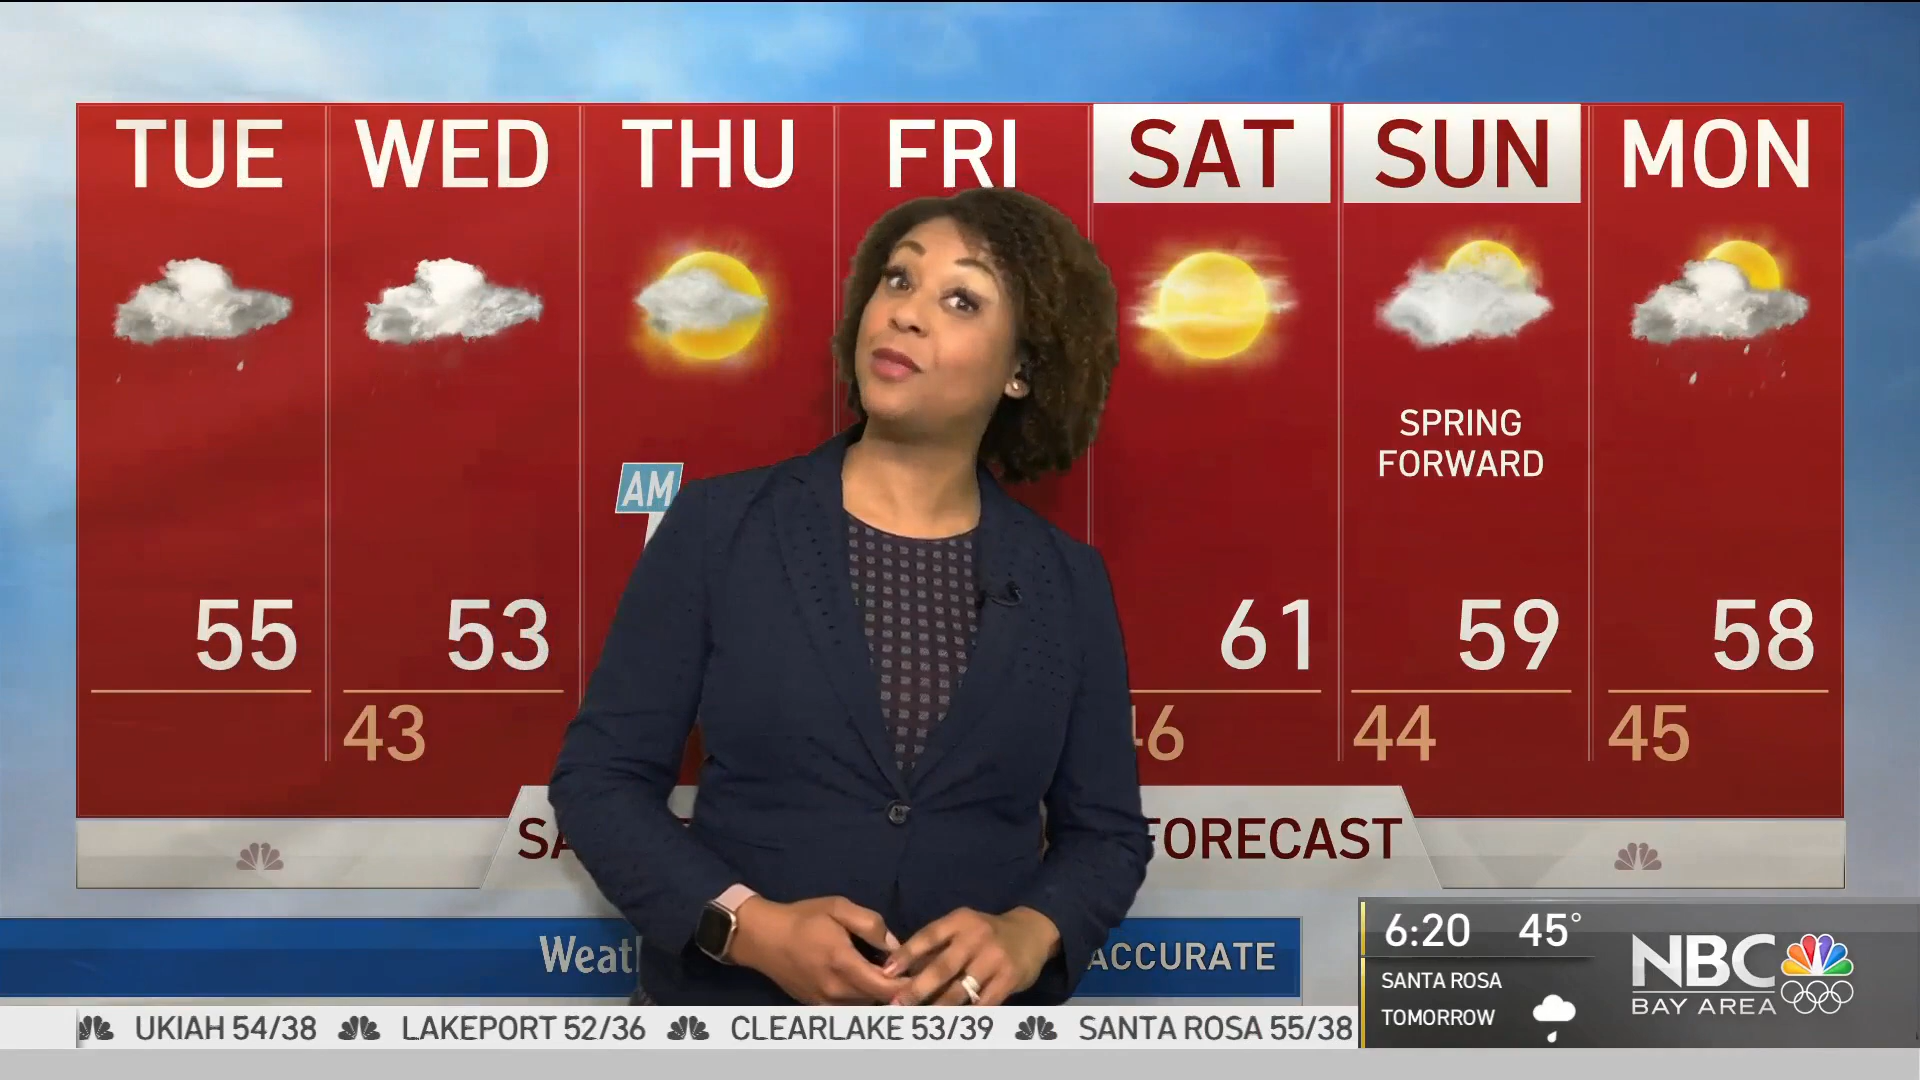 TUE WED THU FRI SAT SUN MON
SPRING
FORWARD
AM
55 53 61 59 58
43 44 45
FORECAST
ACCURATE
6:20 45°
SANTA ROSA
TOMORROW
NBC
BAY AREA
UKIAH 54/38 LAKEPORT 52/36 CLEARLAKE 53/39 SANTA ROSA 55/38